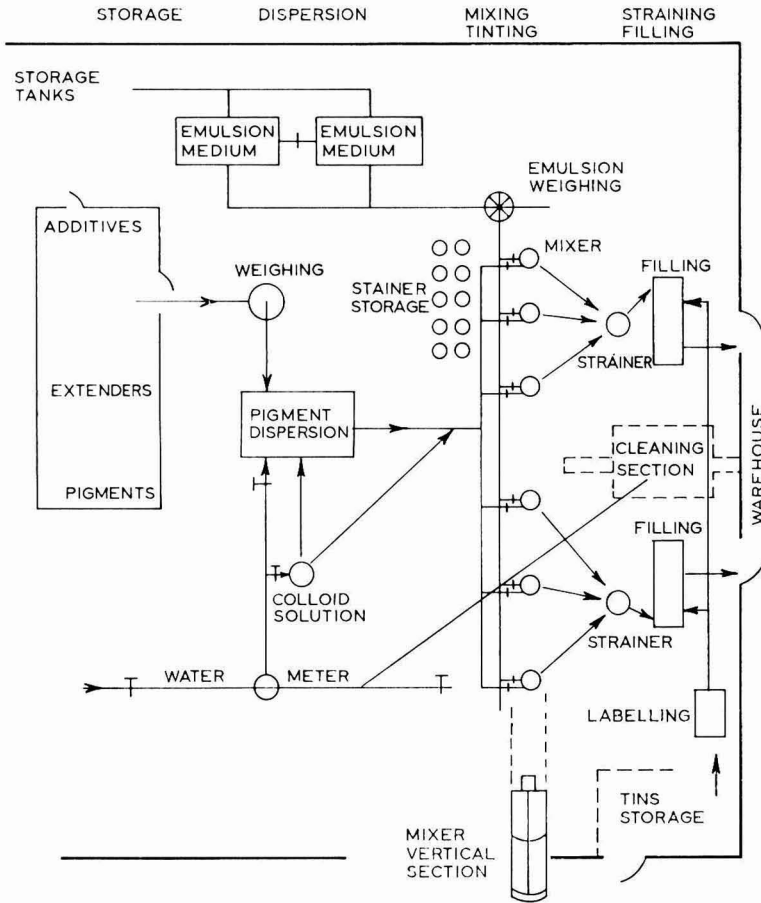 STORAGE
DISPERSION
MIXING
TINTING
STRAINING
FILLING
STORAGE
TANKS
EMULSION
MEDIUM
EMULSION
MEDIUM
EMULSION
WEIGHING
ADDITIVES
WEIGHING
STAINER
STORAGE
MIXER
FILLING
STRAINER
EXTENDERS
PIGMENT
DISPERSION
CLEANING
SECTION
WAREHOUSE
PIGMENTS
FILLING
COLLOID
SOLUTION
STRAINER
WATER
METER
LABELLING
TINS
STORAGE
MIXER
VERTICAL
SECTION